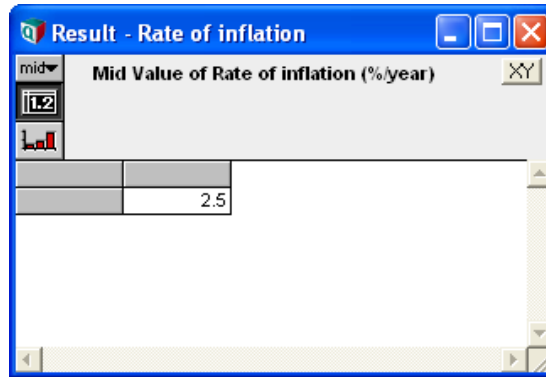 Result - Rate of inflation
mid
Mid Value of Rate of inflation (%/year)
XY
1.2
2.5